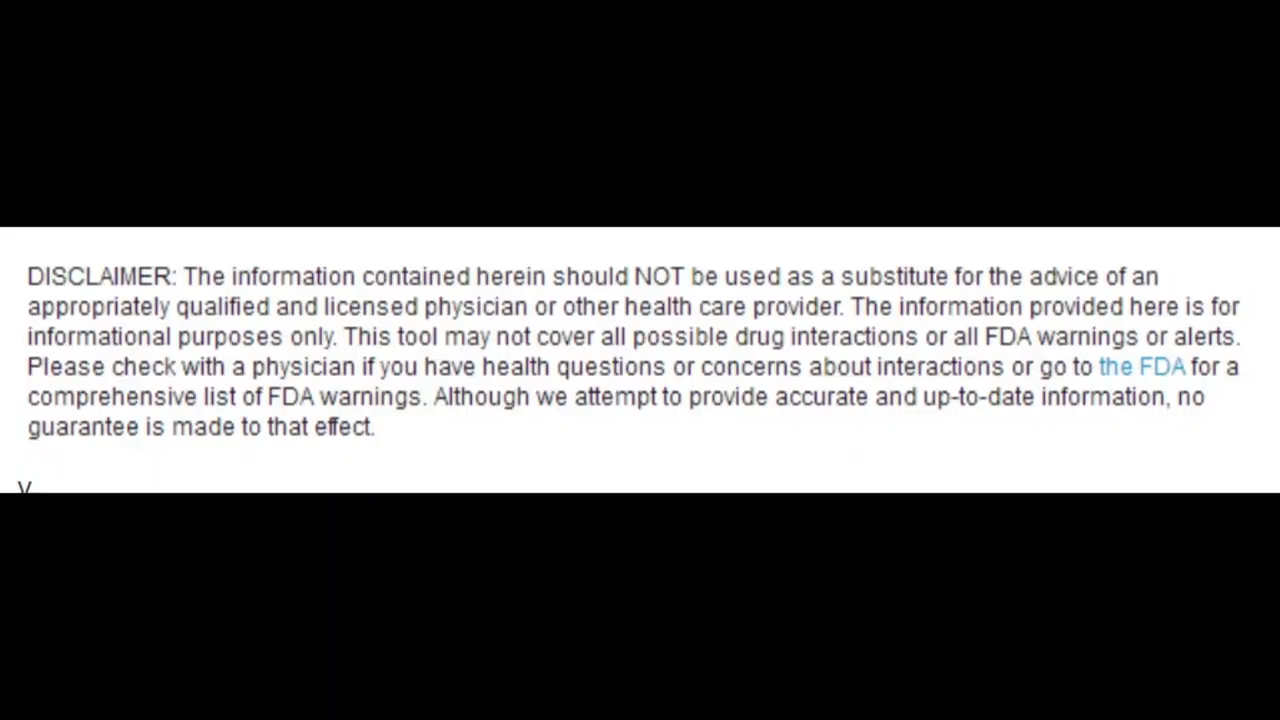 DISCLAIMER: The information contained herein should NOT be used as a substitute for the advice of an
appropriately qualified and licensed physician or other health care provider. The information provided here is for
informational purposes only. This tool may not cover all possible drug interactions or all FDA warnings or alerts.
Please check with a physician if you have health questions or concerns about interactions or go to the FDA for a
comprehensive list of FDA warnings. Although we attempt to provide accurate and up-to-date information, no
guarantee is made to that effect.